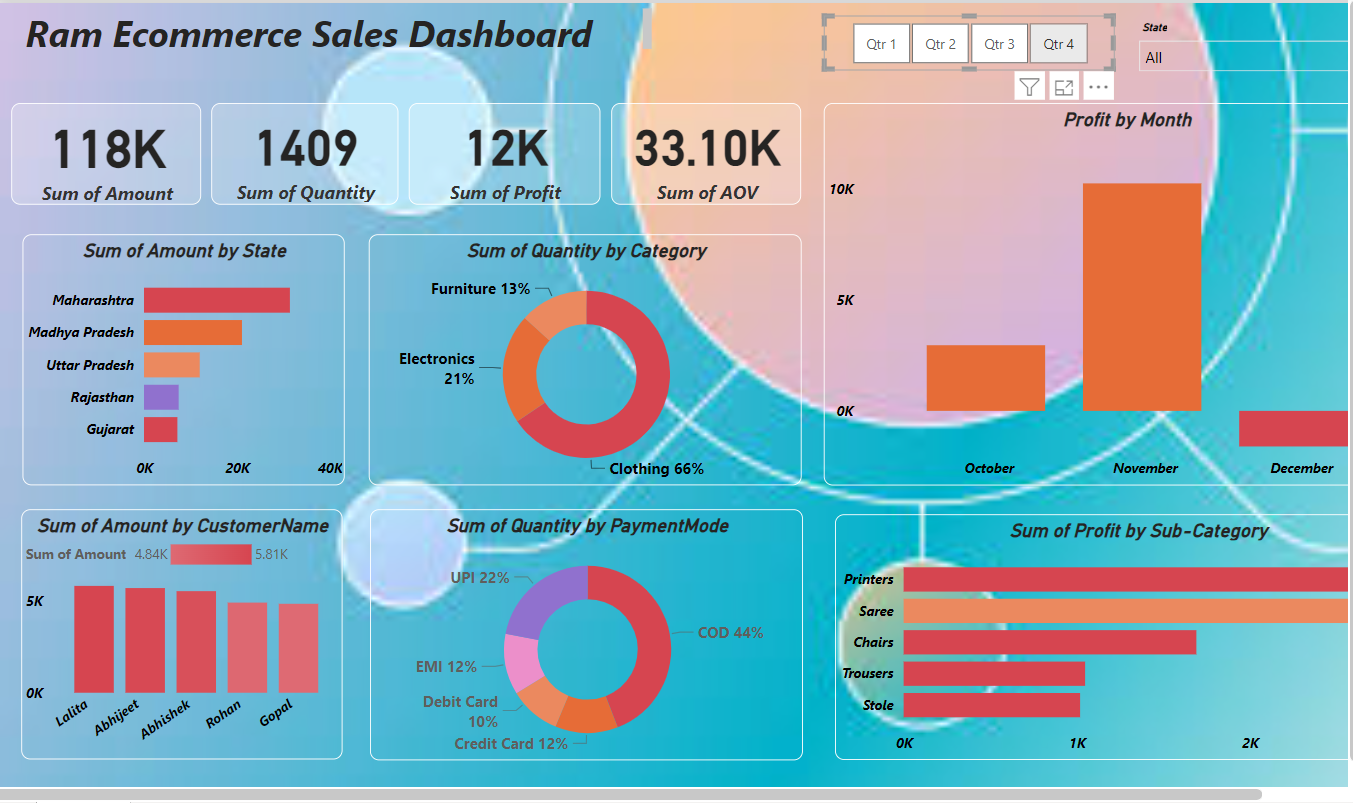 Ram Ecommerce Sales Dashboard
Qtr 1 Qtr 2 Qtr 3 Qtr 4
State
All
118K
Sum of Amount
1409
Sum of Quantity
12K
Sum of Profit
33.10K
Sum of AOV
Profit by Month
10K
5K
0K
October November December
Sum of Amount by State
Maharashtra
Madhya Pradesh
Uttar Pradesh
Rajasthan
Gujarat
0K 20K 40K
Sum of Quantity by Category
Furniture 13%
Electronics
21%
Clothing 66%
Sum of Amount by CustomerName
Sum of Amount 4.84K 5.81K
5K
0K
Lalita Abhijeet Abhishek Rohan Gopal
Sum of Quantity by PaymentMode
UPI 22%
COD 44%
EMI 12%
Debit Card
10%
Credit Card 12%
Sum of Profit by Sub-Category
Printers
Saree
Chairs
Trousers
Stole
0K 1K 2K